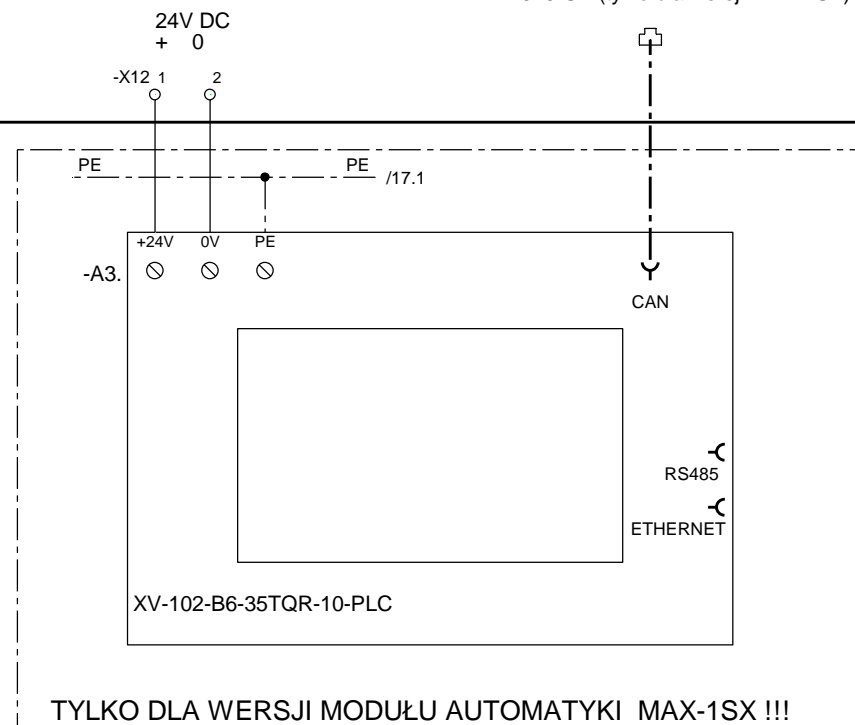 24V DC
+ 0
-X12 1 2
PE PE /17.1
+24V 0V PE
-A3.
CAN
RS485
ETHERNET
XV-102-B6-35TQR-10-PLC
TYLKO DLA WERSJI MODUŁU AUTOMATYKI MAX-1SX !!!